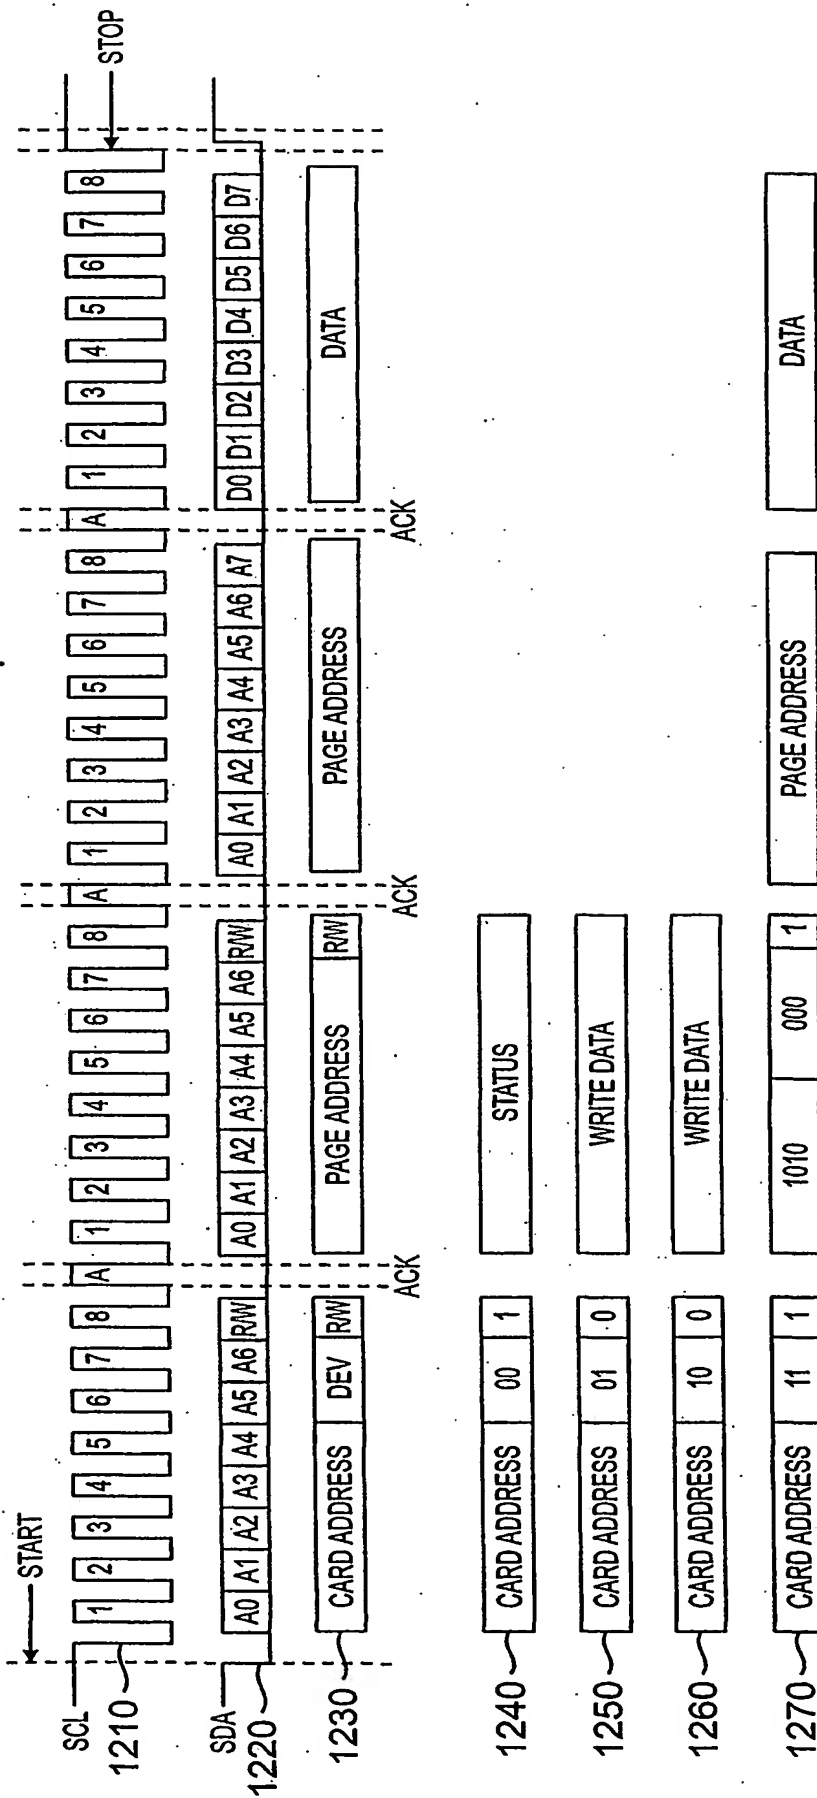 START
STOP
SCL 1 2 3 4 5 6 7 8 A 1 2 3 4 5 6 7 8 A 1 2 3 4 5 6 7 8 A 1 2 3 4 5 6 7 8
1210
SDA A0 A1 A2 A3 A4 A5 A6 R/W A0 A1 A2 A3 A4 A5 A6 R/W A0 A1 A2 A3 A4 A5 A6 A7 D0 D1 D2 D3 D4 D5 D6 D7
1220
1230 CARD ADDRESS DEV R/W PAGE ADDRESS R/W PAGE ADDRESS DATA
ACK ACK ACK
1240 CARD ADDRESS 00 1 STATUS
1250 CARD ADDRESS 01 0 WRITE DATA
1260 CARD ADDRESS 10 0 WRITE DATA
1270 CARD ADDRESS 11 1 1010 000 1 PAGE ADDRESS DATA